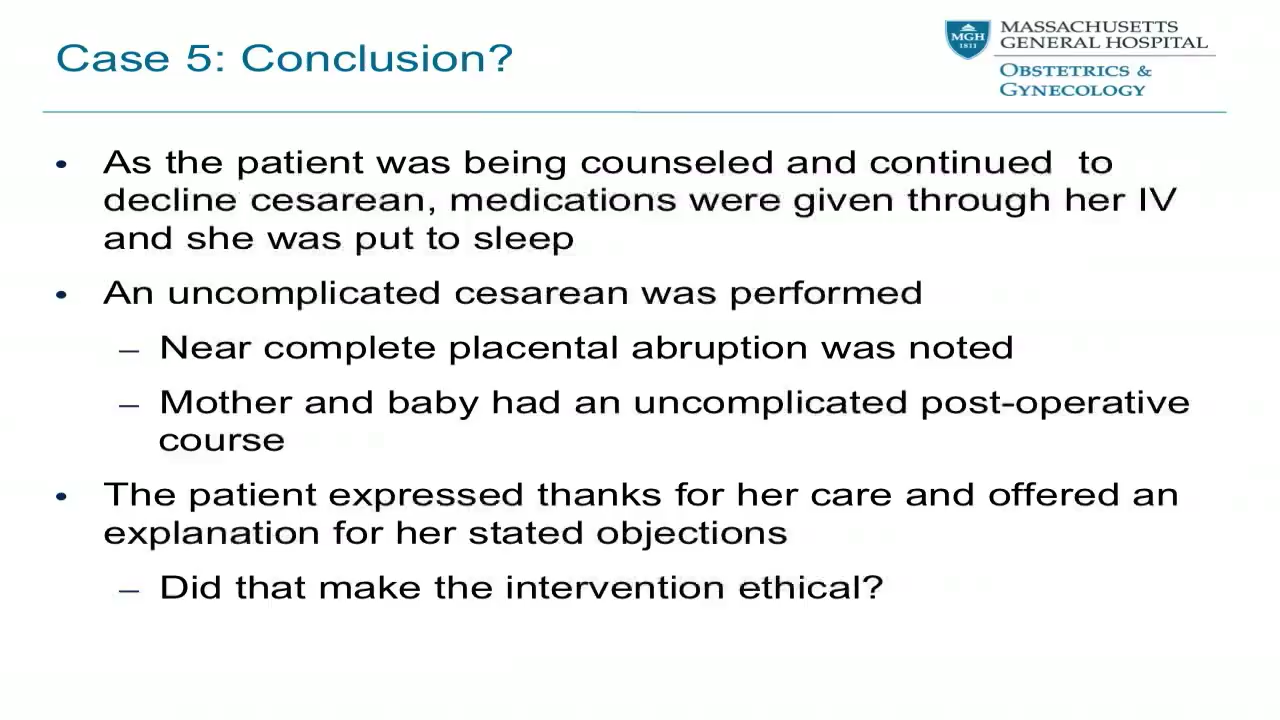 Case 5: Conclusion?
MGH
1811
MASSACHUSETTS
GENERAL HOSPITAL
OBSTETRICS &
GYNECOLOGY
• As the patient was being counseled and continued to
decline cesarean, medications were given through her IV
and she was put to sleep
• An uncomplicated cesarean was performed
– Near complete placental abruption was noted
– Mother and baby had an uncomplicated post-operative
course
• The patient expressed thanks for her care and offered an
explanation for her stated objections
– Did that make the intervention ethical?